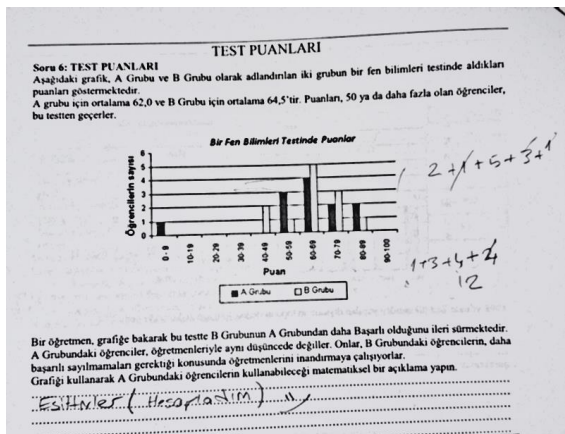 TEST PUANLARI
Soru 6: TEST PUANLARI
Aşağıdaki grafik, A Grubu ve B Grubu olarak adlandırılan iki grubun bir fen bilimleri testinde aldıkları
puanları göstermektedir.
A grubu için ortalama 62,0 ve B Grubu için ortalama 64,5'tir. Puanları, 50 ya da daha fazla olan öğrenciler,
bu testten geçerler.
Bir Fen Bilimleri Testinde Puanlar
Öğrencilerin sayısı
6
5
4
3
2
1
0
0-9
10-19
20-29
30-39
40-49
50-59
60-69
70-79
80-89
90-100
Puan
A Grubu
B Grubu
2+1+5+3+1
1+3+4+2
12
Bir öğretmen, grafiğe bakarak bu testte B Grubunun A Grubundan daha Başarlı olduğunu ileri sürmektedir.
A Grubundaki öğrenciler, öğretmenleriyle aynı düşüncede değiller. Onlar, B Grubundaki öğrencilerin, daha
başarılı sayılmamaları gerektiği konusunda öğretmenlerini inandırmaya çalışıyorlar.
Grafiği kullanarak A Grubundaki öğrencilerin kullanabileceği matematiksel bir açıklama yapın.
Eşittirler (Hesapladım)